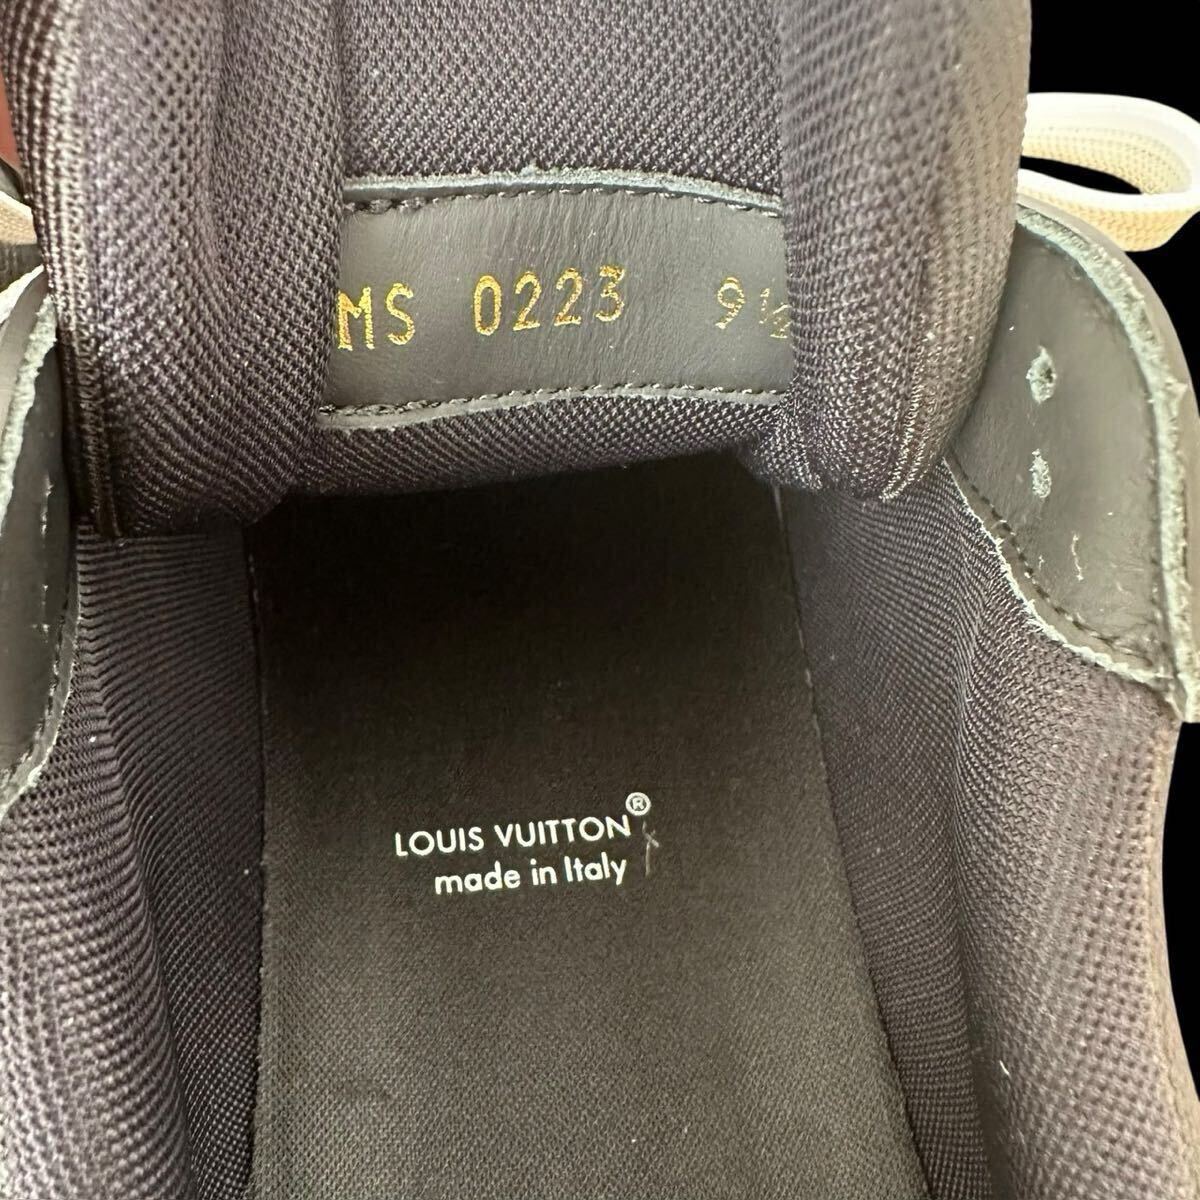 MS 0223 9½
LOUIS VUITTON®
made in Italy